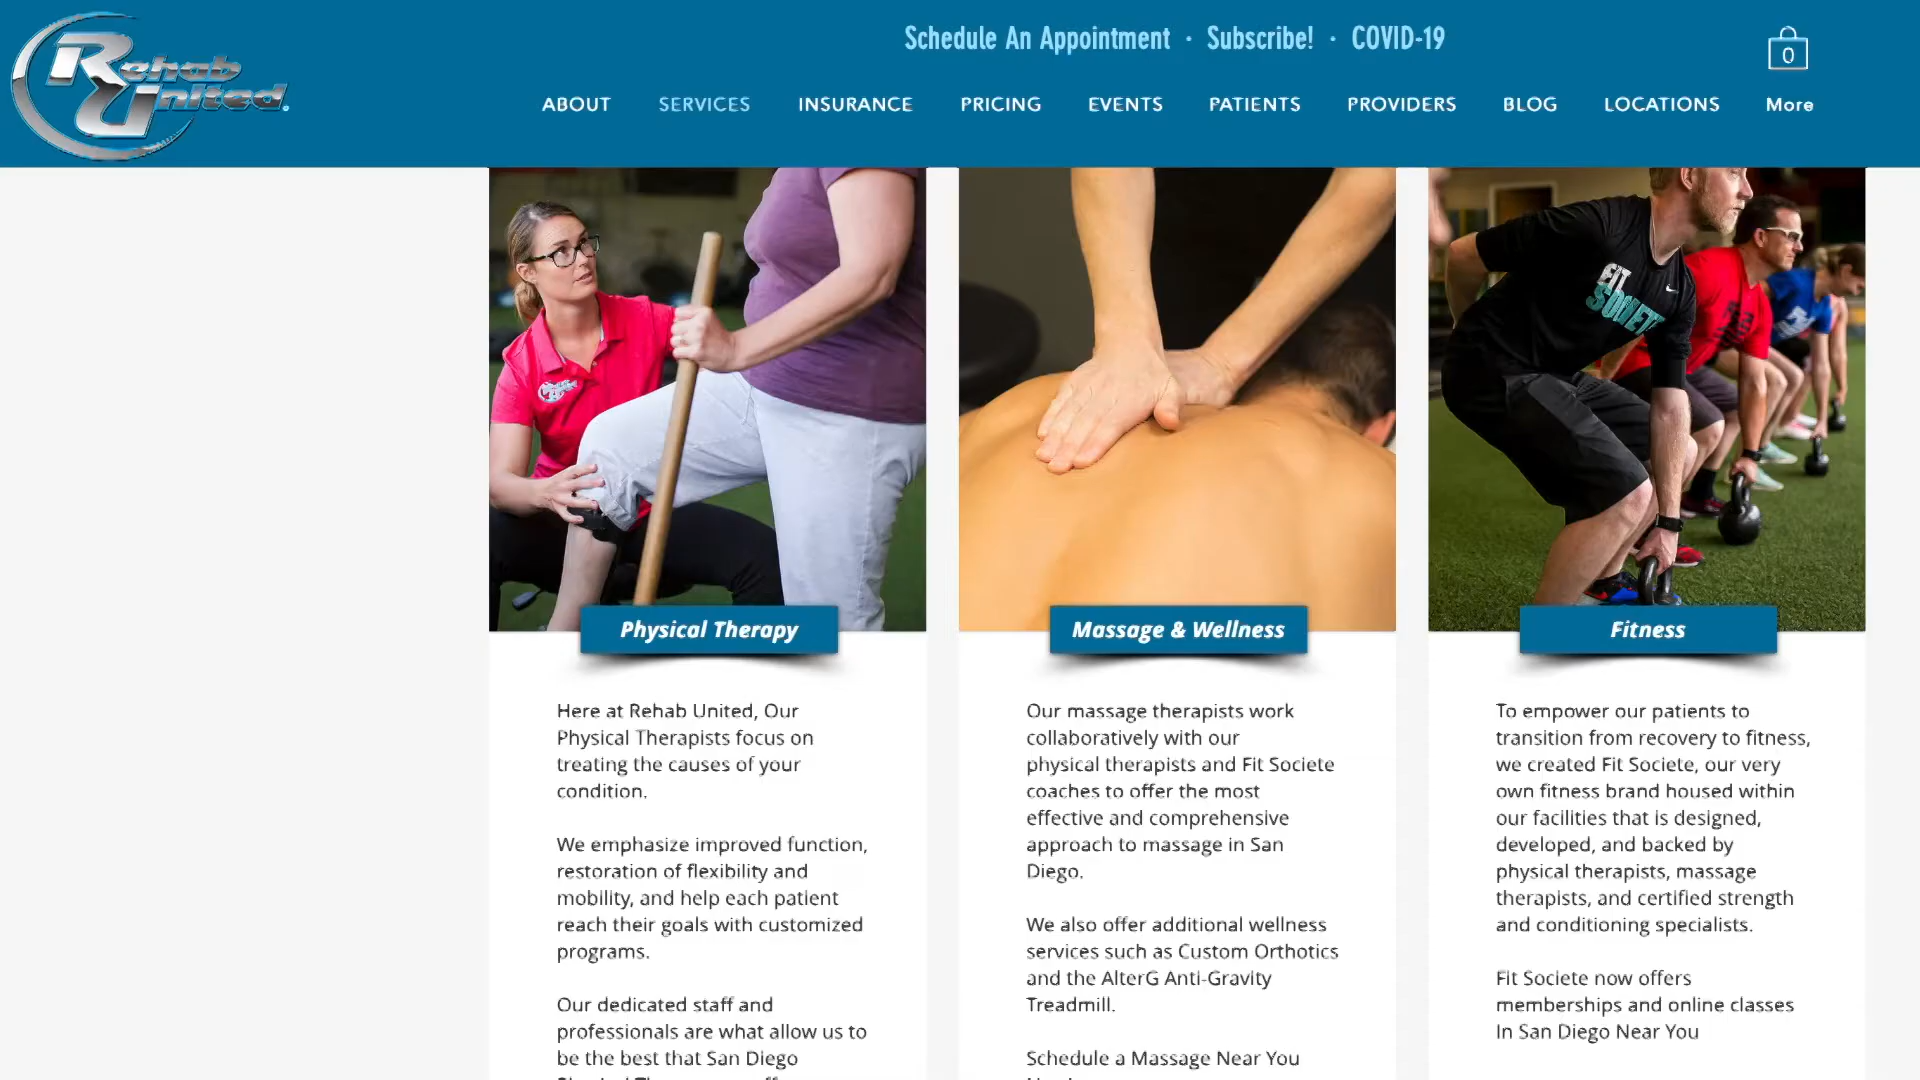 Rehab
United.
Schedule An Appointment · Subscribe! · COVID-19
0
ABOUT SERVICES INSURANCE PRICING EVENTS PATIENTS PROVIDERS BLOG LOCATIONS More
FIT
SOCIETE
Physical Therapy
Here at Rehab United, Our
Physical Therapists focus on
treating the causes of your
condition.
We emphasize improved function,
restoration of flexibility and
mobility, and help each patient
reach their goals with customized
programs.
Our dedicated staff and
professionals are what allow us to
be the best that San Diego
Massage & Wellness
Our massage therapists work
collaboratively with our
physical therapists and Fit Societe
coaches to offer the most
effective and comprehensive
approach to massage in San
Diego.
We also offer additional wellness
services such as Custom Orthotics
and the AlterG Anti-Gravity
Treadmill.
Schedule a Massage Near You
Fitness
To empower our patients to
transition from recovery to fitness,
we created Fit Societe, our very
own fitness brand housed within
our facilities that is designed,
developed, and backed by
physical therapists, massage
therapists, and certified strength
and conditioning specialists.
Fit Societe now offers
memberships and online classes
In San Diego Near You